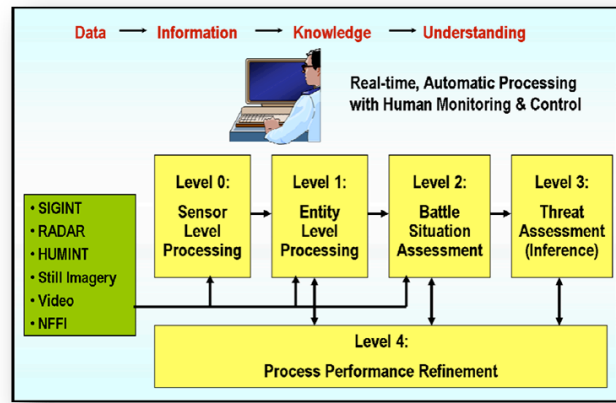 Data → Information → Knowledge → Understanding
Real-time, Automatic Processing
with Human Monitoring & Control
• SIGINT
• RADAR
• HUMINT
• Still Imagery
• Video
• NFFI
Level 0:
Sensor
Level
Processing
Level 1:
Entity
Level
Processing
Level 2:
Battle
Situation
Assessment
Level 3:
Threat
Assessment
(Inference)
Level 4:
Process Performance Refinement